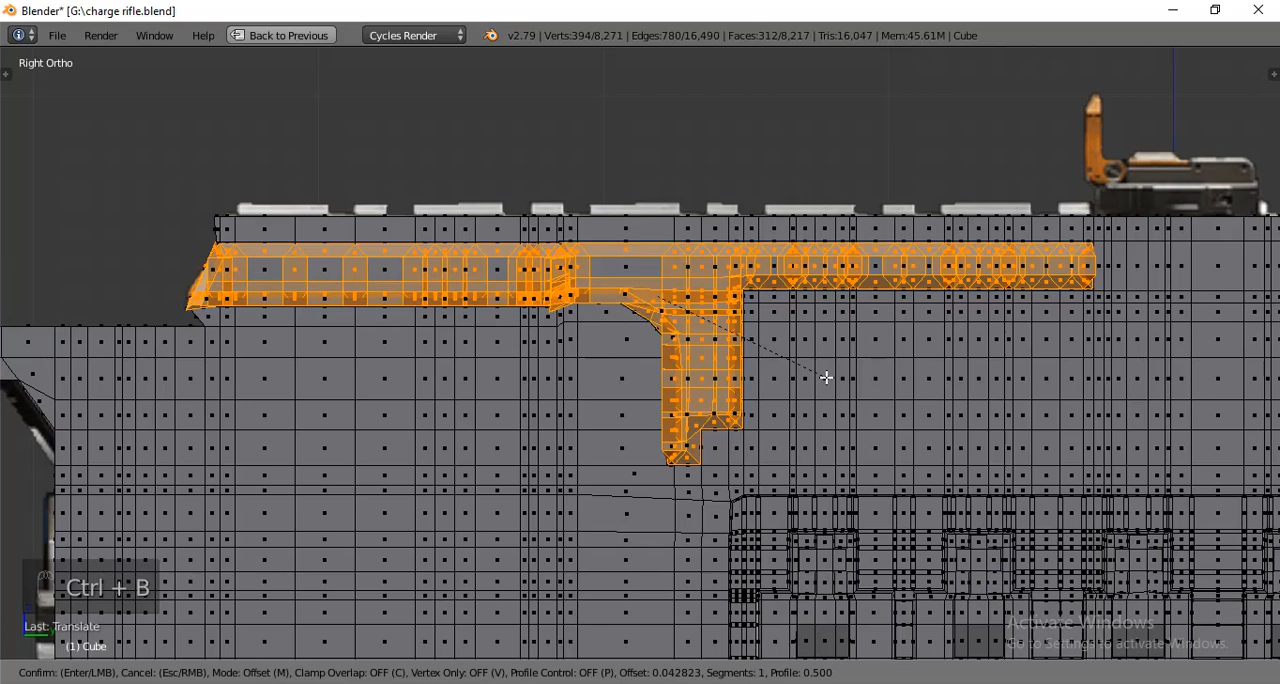 Blender* [G:\charge rifle.blend]
File Render Window Help Back to Previous Cycles Render v2.79 | Verts:394/8,271 | Edges:780/16,490 | Faces:312/8,217 | Tris:16,047 | Mem:45.61M | Cube
Right Ortho
Ctrl + B
Last: Translate
(1) Cube
Activate Windows
Go to Settings to activate Windows.
Confirm: (Enter/LMB), Cancel: (Esc/RMB), Mode: Offset (M), Clamp Overlap: OFF (C), Vertex Only: OFF (V), Profile Control: OFF (P), Offset: 0.042823, Segments: 1, Profile: 0.500